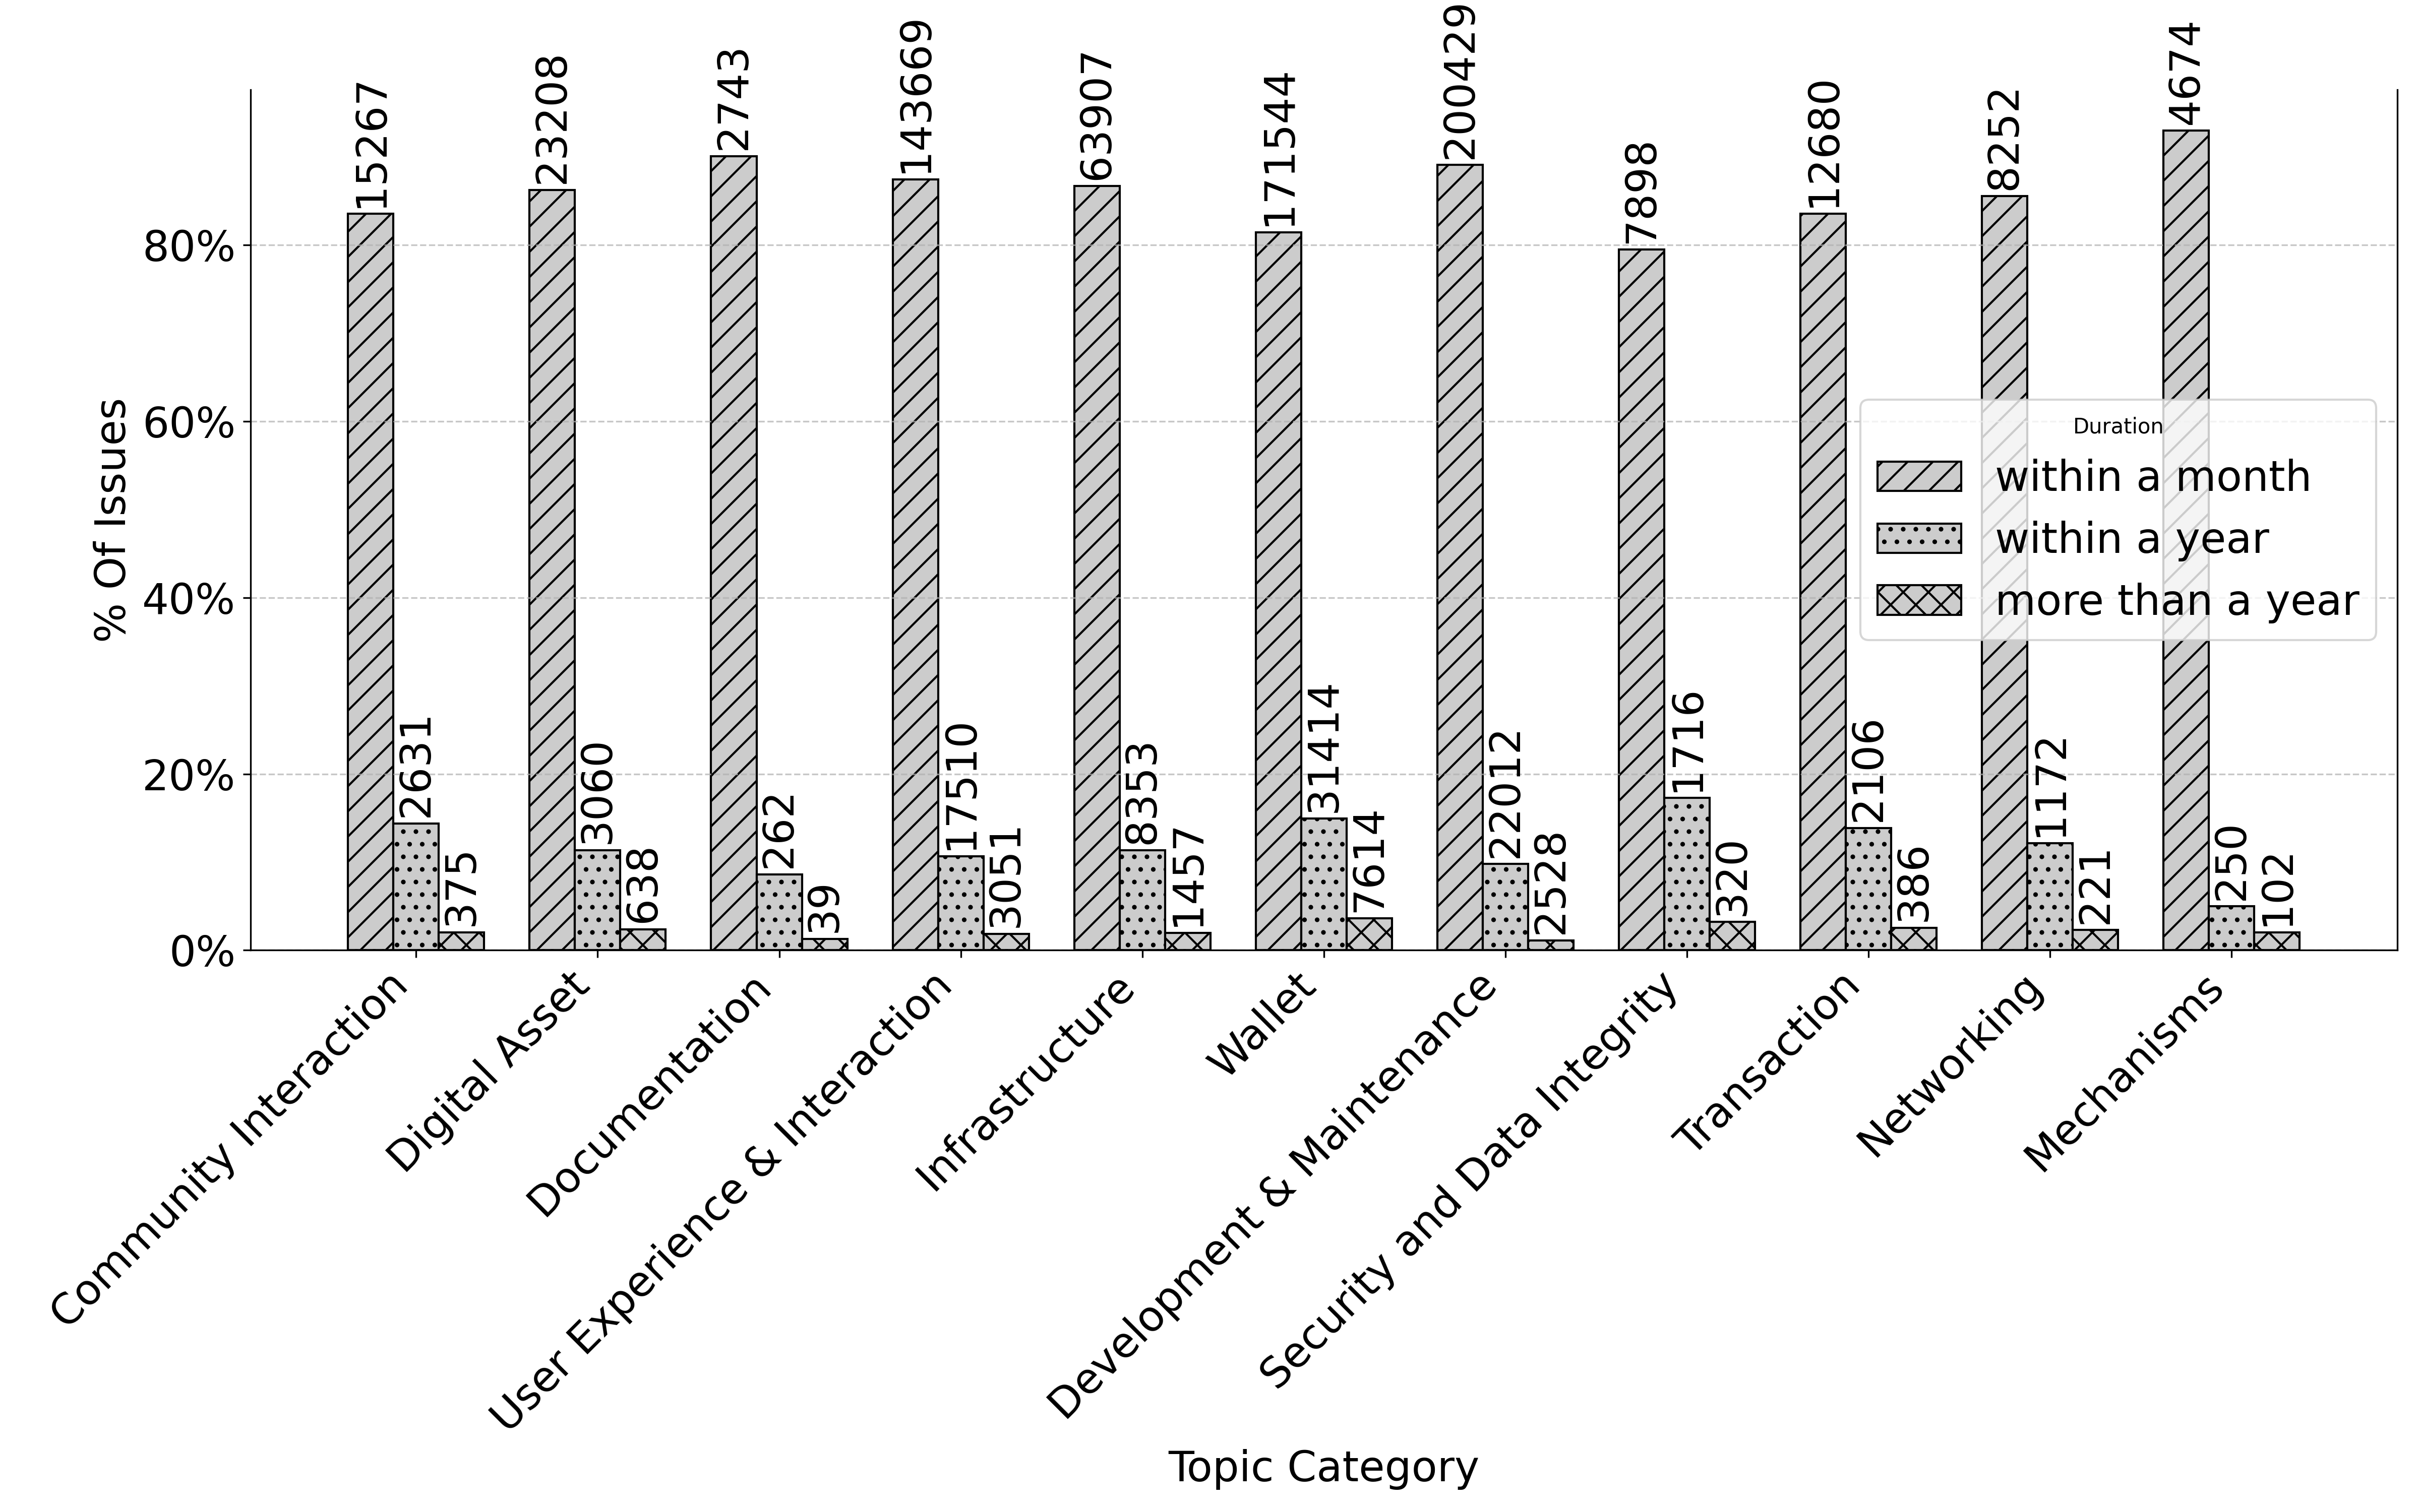 % Of Issues
80%
60%
40%
20%
0%
15267
2631
375
23208
3060
638
2743
262
39
143669
17510
3051
63907
8353
1457
171544
31414
7614
200429
22012
2528
7898
1716
320
12680
2106
386
8252
1172
221
4674
250
102
Duration
within a month
within a year
more than a year
Community Interaction
Digital Asset
Documentation
User Experience & Interaction
Infrastructure
Wallet
Development & Maintenance
Security and Data Integrity
Transaction
Networking
Mechanisms
Topic Category